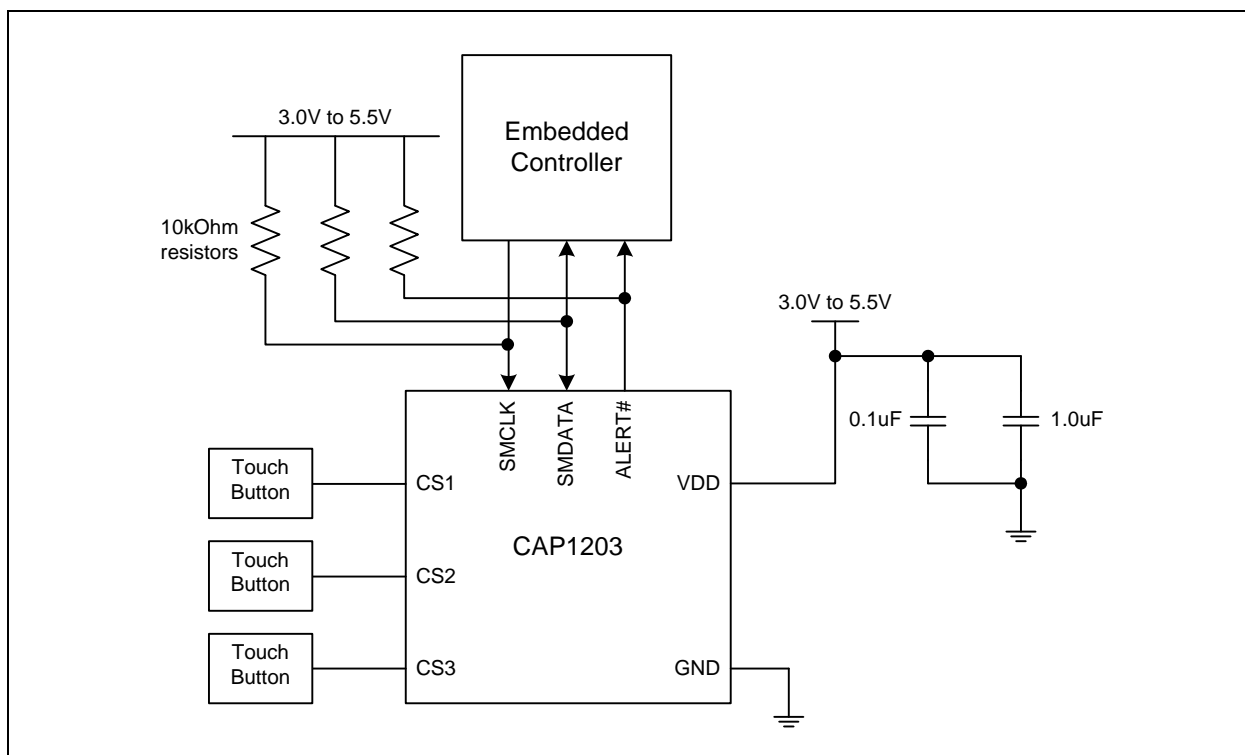 3.0V to 5.5V
Embedded
Controller
10kOhm
resistors
3.0V to 5.5V
0.1uF
1.0uF
SMCLK
SMDATA
ALERT#
Touch
Button
CS1
VDD
CAP1203
Touch
Button
CS2
Touch
Button
CS3
GND